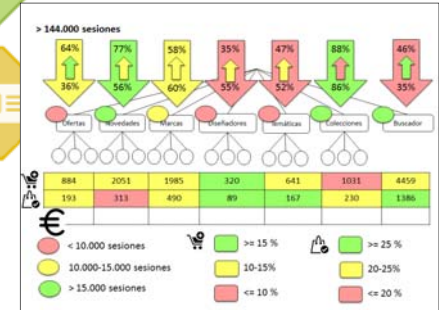 > 144.000 sesiones
64% 77% 58% 35% 47% 88% 46%
36% 56% 60% 55% 52% 86% 35%
Ofertas Novedades Marcas Diseñadores Temáticas Colecciones Buscador
884 2051 1985 320 641 1031 4459
193 313 490 89 167 230 1386
€
< 10.000 sesiones >= 15 % >= 25 %
10.000-15.000 sesiones 10-15% 20-25%
> 15.000 sesiones <= 10 % <= 20 %